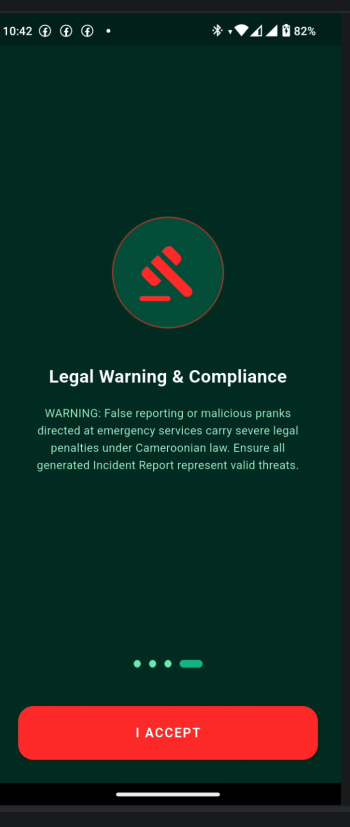 10:42
82%
Legal Warning & Compliance
WARNING: False reporting or malicious pranks
directed at emergency services carry severe legal
penalties under Cameroonian law. Ensure all
generated Incident Report represent valid threats.
I ACCEPT